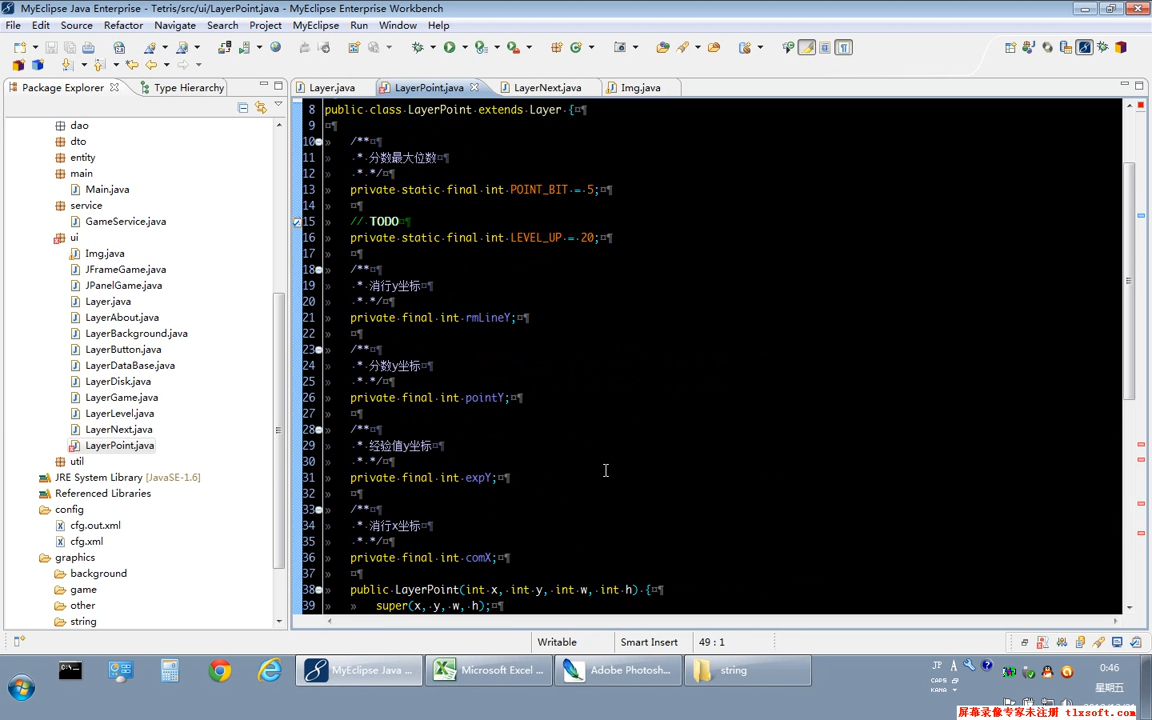 MyEclipse Java Enterprise - Tetris/src/ui/LayerPoint.java - MyEclipse Enterprise Workbench
File Edit Source Refactor Navigate Search Project MyEclipse Run Window Help
Package Explorer Type Hierarchy
Layer.java LayerPoint.java LayerNext.java Img.java
dao
dto
entity
main
Main.java
service
GameService.java
ui
Img.java
JFrameGame.java
JPanelGame.java
Layer.java
LayerAbout.java
LayerBackground.java
LayerButton.java
LayerDataBase.java
LayerDisk.java
LayerGame.java
LayerLevel.java
LayerNext.java
LayerPoint.java
util
JRE System Library [JavaSE-1.6]
Referenced Libraries
config
cfg.out.xml
cfg.xml
graphics
background
game
other
string
8 public class LayerPoint extends Layer {
9
10 /**
11 * 分数最大位数
12 * */
13 private static final int POINT_BIT = 5;
14
15 // TODO
16 private static final int LEVEL_UP = 20;
17
18 /**
19 * 消行y坐标
20 * */
21 private final int rmLineY;
22
23 /**
24 * 分数y坐标
25 * */
26 private final int pointY;
27
28 /**
29 * 经验值y坐标
30 * */
31 private final int expY;
32
33 /**
34 * 消行x坐标
35 * */
36 private final int comX;
37
38 public LayerPoint(int x, int y, int w, int h) {
39 super(x, y, w, h);
Writable Smart Insert 49 : 1
MyEclipse Java ... Microsoft Excel ... Adobe Photosh... string
JP A CAPS KANA
0:46
星期五
屏幕录像专家未注册 tlxsoft.com